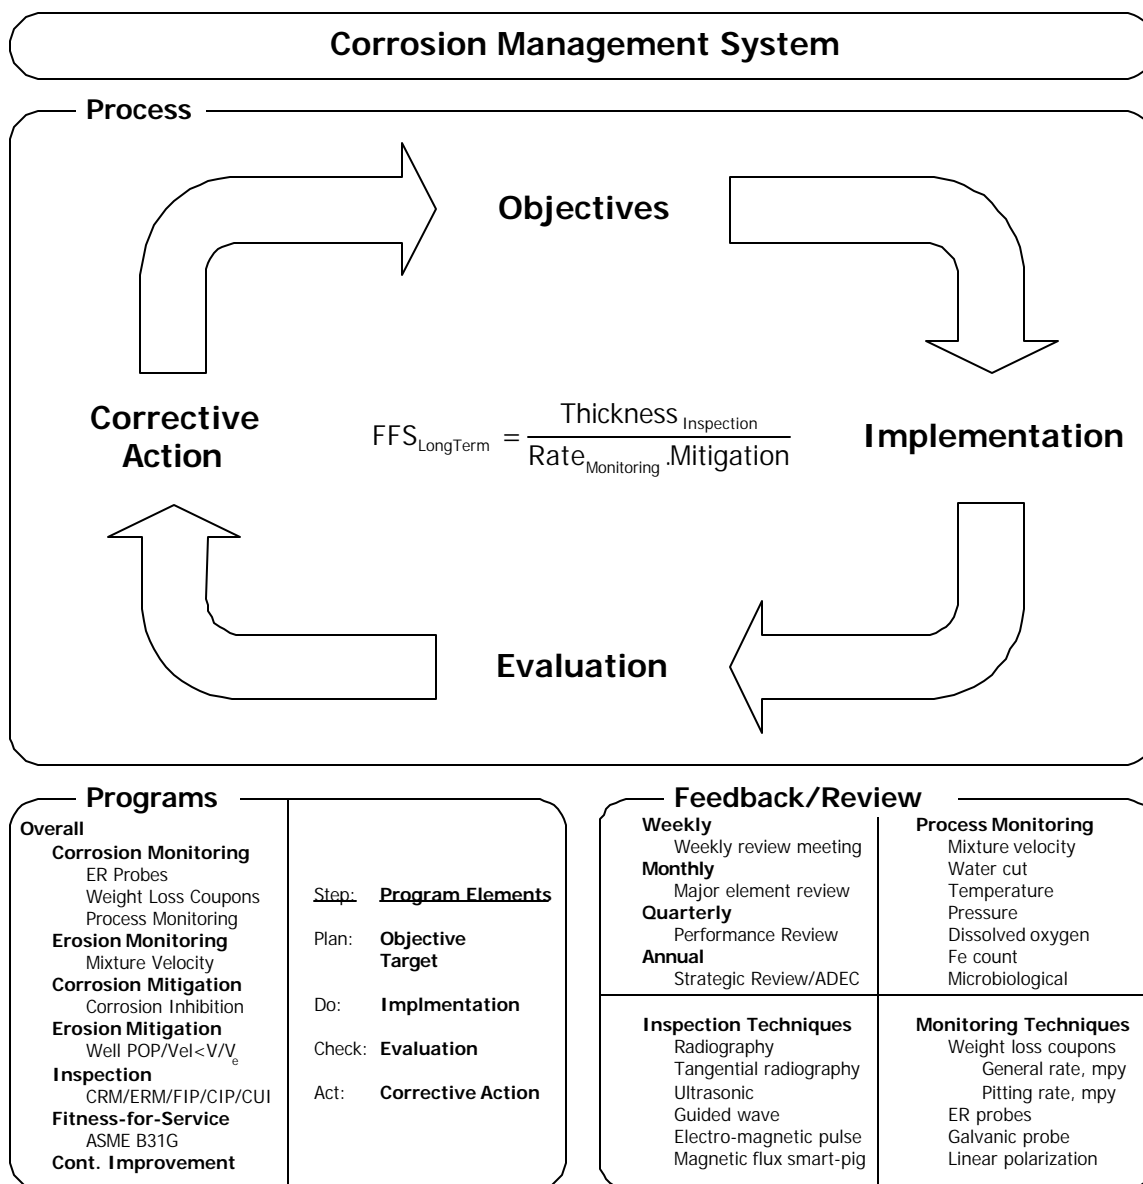 Corrosion Management System
Process
Objectives
Corrective
Action
FFS LongTerm = Thickness Inspection / Rate Monitoring .Mitigation
Implementation
Evaluation
Programs
Overall
Corrosion Monitoring
ER Probes
Weight Loss Coupons
Process Monitoring
Erosion Monitoring
Mixture Velocity
Corrosion Mitigation
Corrosion Inhibition
Erosion Mitigation
Well POP/Vel<V/Ve
Inspection
CRM/ERM/FIP/CIP/CUI
Fitness-for-Service
ASME B31G
Cont. Improvement
Step: Program Elements
Plan: Objective
Target
Do: Implmentation
Check: Evaluation
Act: Corrective Action
Feedback/Review
Weekly
Weekly review meeting
Monthly
Major element review
Quarterly
Performance Review
Annual
Strategic Review/ADEC
Process Monitoring
Mixture velocity
Water cut
Temperature
Pressure
Dissolved oxygen
Fe count
Microbiological
Inspection Techniques
Radiography
Tangential radiography
Ultrasonic
Guided wave
Electro-magnetic pulse
Magnetic flux smart-pig
Monitoring Techniques
Weight loss coupons
General rate, mpy
Pitting rate, mpy
ER probes
Galvanic probe
Linear polarization